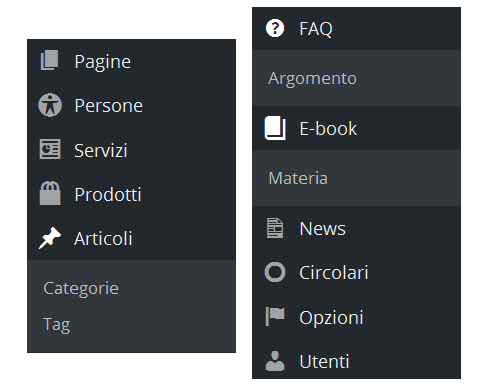 Pagine
Persone
Servizi
Prodotti
Articoli
Categorie
Tag
FAQ
Argomento
E-book
Materia
News
Circolari
Opzioni
Utenti